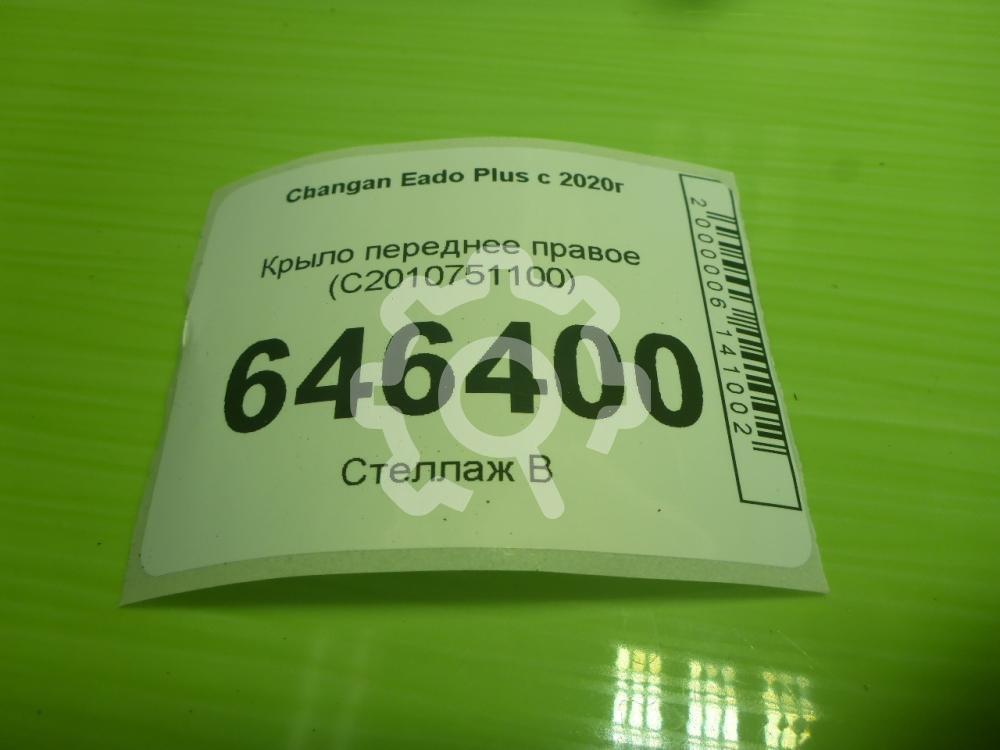 Changan Eado Plus с 2020г
Крыло переднее правое
(C2010751100)
646400
Стеллаж В
2000006141002